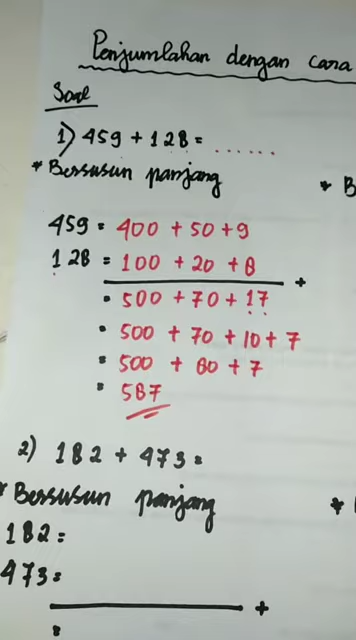 Penjumlahan dengan cara
Soal
1) 459 + 128 = ......
* Bersusun panjang
* B
459 = 400 + 50 + 9
128 = 100 + 20 + 8
+
= 500 + 70 + 17
= 500 + 70 + 10 + 7
= 500 + 80 + 7
= 587
2) 182 + 473 =
* Bersusun panjang
*
182 =
473 =
+
=